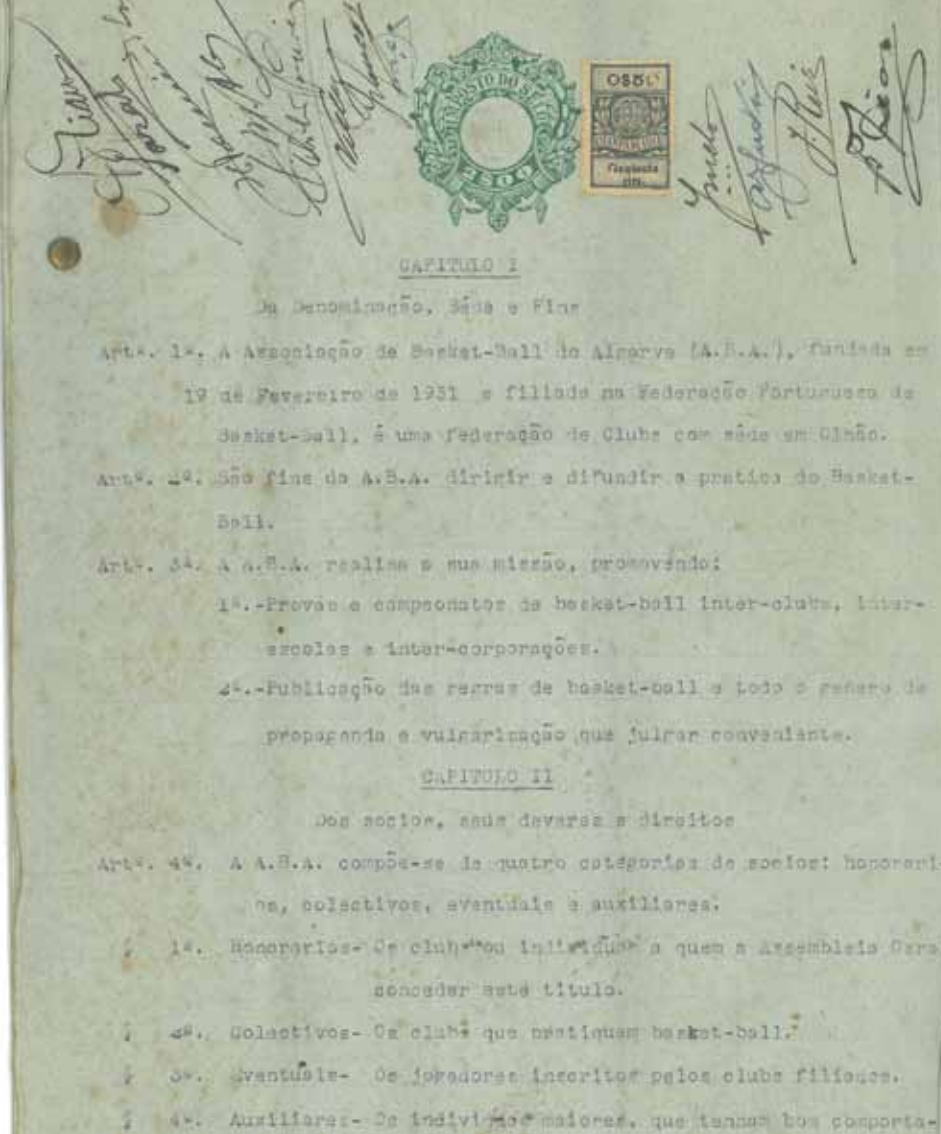 IMPOSTO DO SELO
CAPITULO I
Da Denominação, Séde e Fins
Artº. 1º. A Associação de Basket-Ball do Algarve (A.B.A.), fundada em
19 de Fevereiro de 1931 e filiada na Federação Portuguesa de
Basket-Ball, é uma federação de Clubs com séde em Olhão.
Artº. 2º. São fins da A.B.A. dirigir e difundir a pratica do Basket-
Ball.
Artº. 3º. A A.B.A. realisa a sua missão, promovendo:
1º.-Provas e campeonatos de basket-ball inter-clubs, inter-
escolas e inter-corporações.
2º.-Publicação das regras de basket-ball e todo o genero de
propaganda e vulgarisação que julgar conveniente.
CAPITULO II
Dos socios, seus deveres e direitos
Artº. 4º. A A.B.A. compõe-se de quatro categorias de socios: honorari
os, colectivos, eventuais e auxiliares.
1º. Honorarios- Os clubs ou individuos a quem a Assembleia Gera
conceder este título.
2º. Colectivos- Os clubs que pratiquem basket-ball.
3º. Eventuais- Os jogadores inscritos pelos clubs filiados.
4º. Auxiliares- Os individuos maiores, que tenham bom comporta-